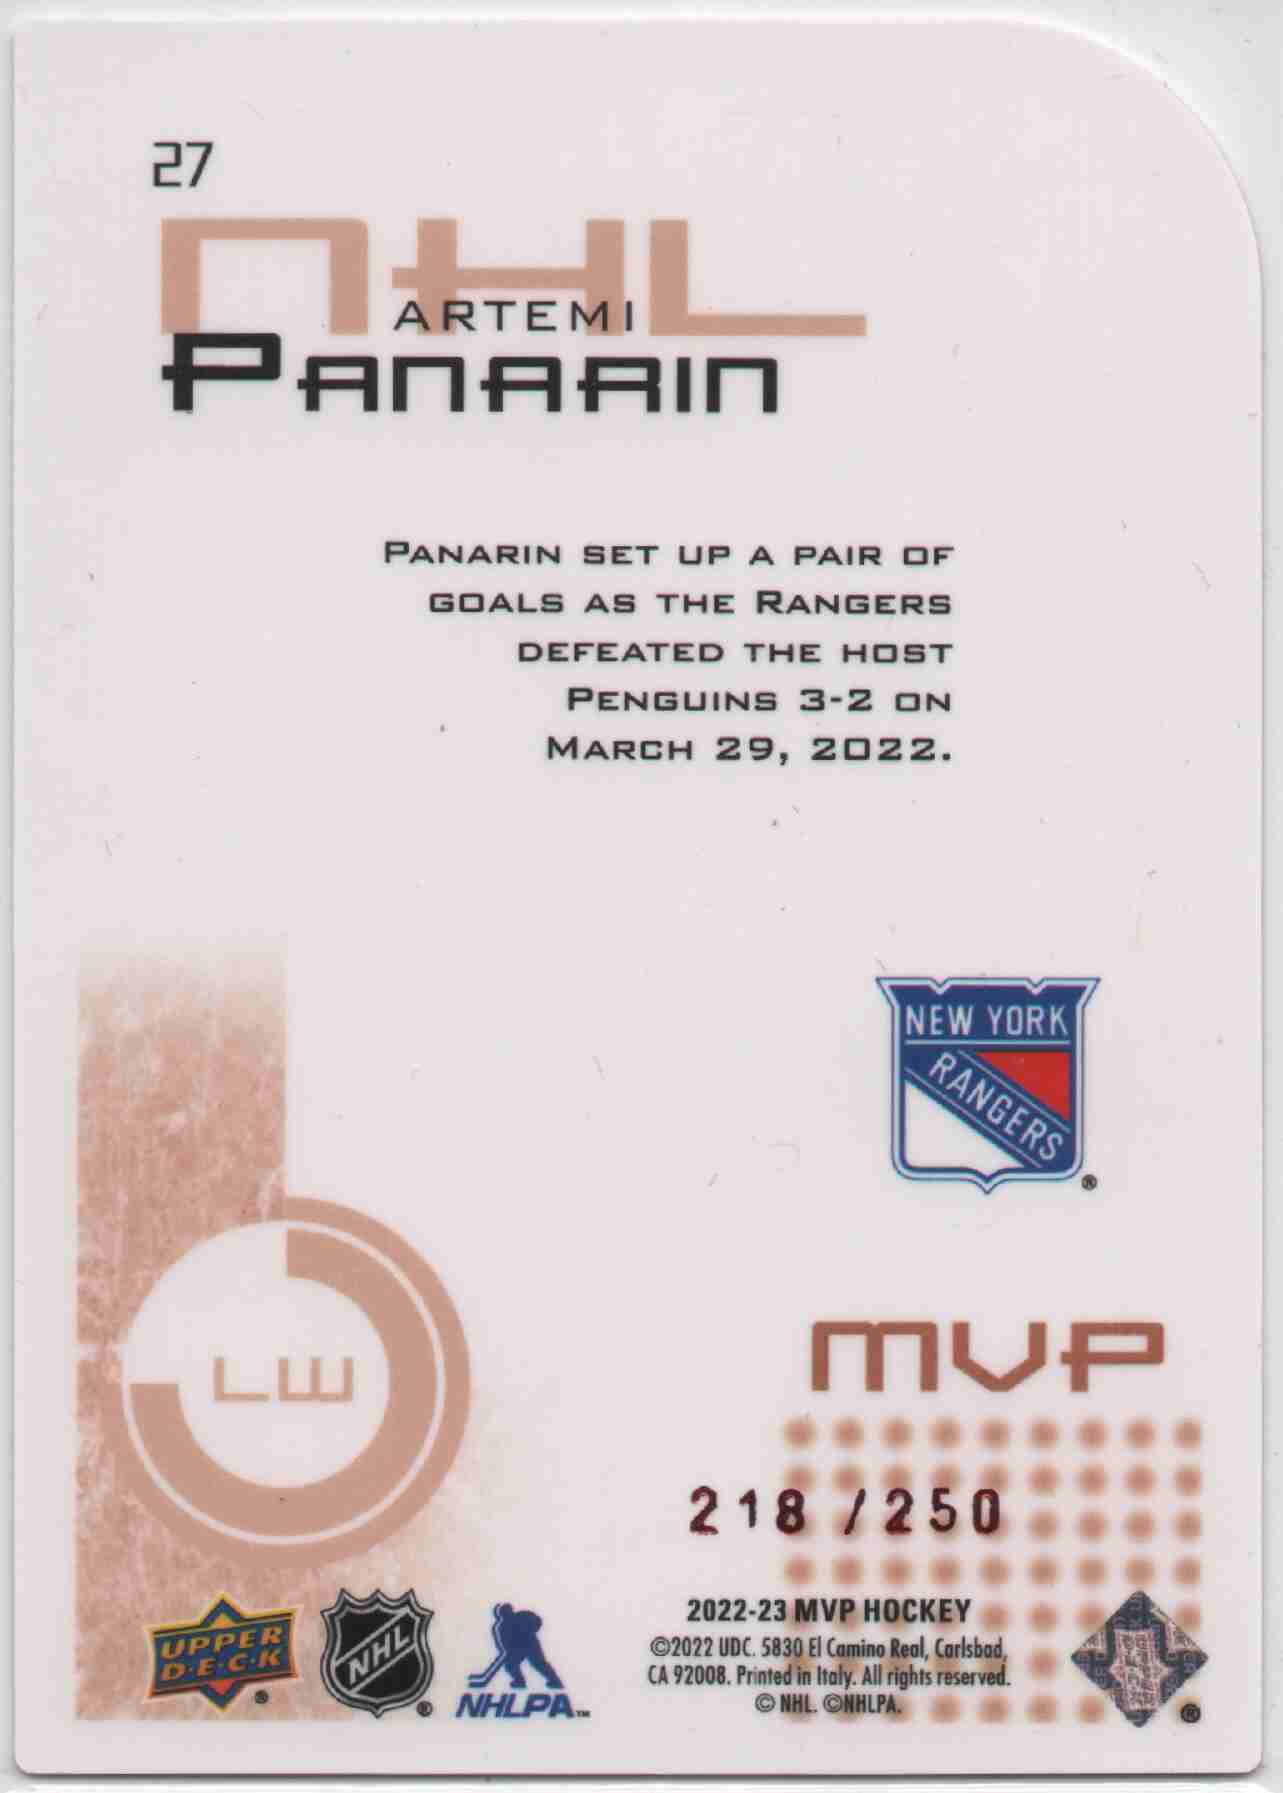 27
NHL
ARTEMI
PANARIN
PANARIN SET UP A PAIR OF
GOALS AS THE RANGERS
DEFEATED THE HOST
PENGUINS 3-2 ON
MARCH 29, 2022.
NEW YORK
RANGERS
®
LW
MVP
218 / 250
2022-23 MVP HOCKEY
©2022 UDC. 5830 El Camino Real, Carlsbad,
CA 92008. Printed in Italy. All rights reserved.
© NHL. ©NHLPA.
UPPER
D·E·C·K
®
NHL
®
NHLPA™
®